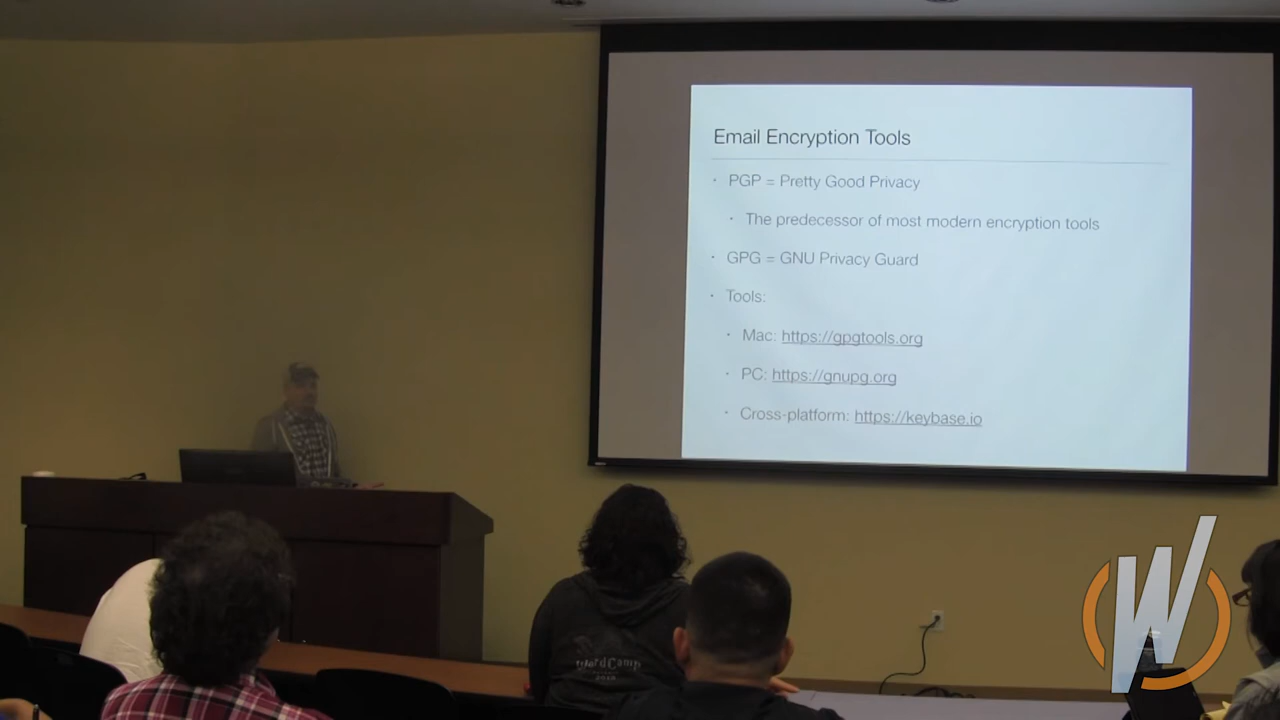 Email Encryption Tools
· PGP = Pretty Good Privacy
· The predecessor of most modern encryption tools
· GPG = GNU Privacy Guard
· Tools:
· Mac: https://gpgtools.org
· PC: https://gnupg.org
· Cross-platform: https://keybase.io
WordCamp
W